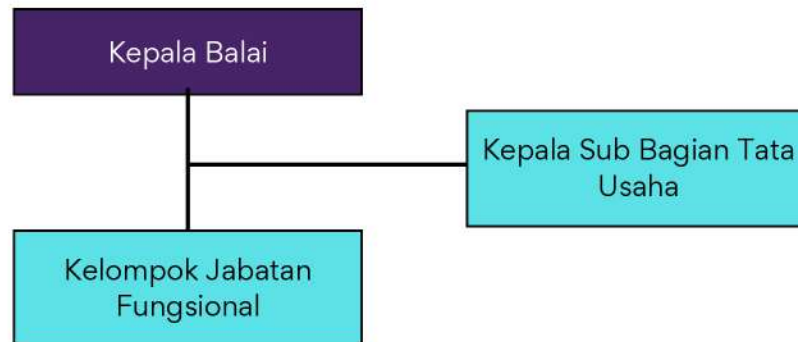 Kepala Balai
Kepala Sub Bagian Tata
Usaha
Kelompok Jabatan
Fungsional